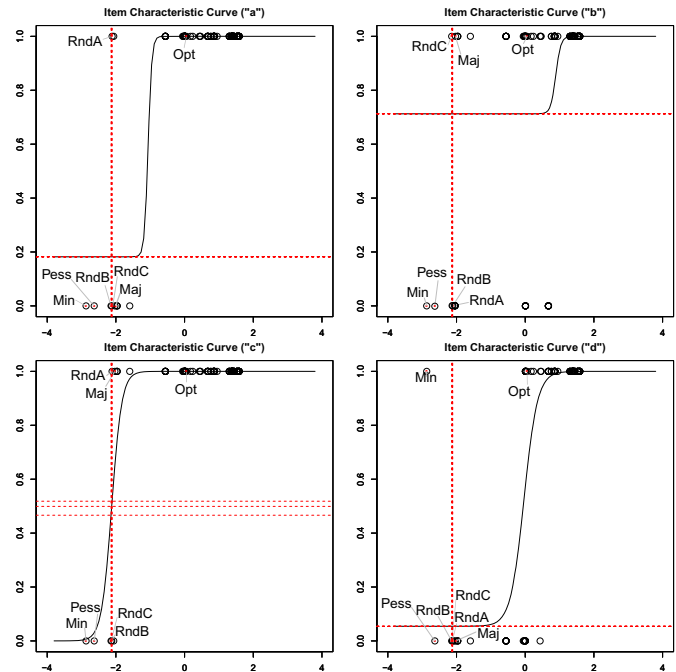 Item Characteristic Curve ("a")
1.0
0.8
0.6
0.4
0.2
0.0
RndA
Opt
Pess
RndB
RndC
Min
Maj
−4
−2
0
2
4
Item Characteristic Curve ("b")
1.0
0.8
0.6
0.4
0.2
0.0
RndC
Maj
Opt
Pess
RndB
Min
RndA
−4
−2
0
2
4
Item Characteristic Curve ("c")
1.0
0.8
0.6
0.4
0.2
0.0
RndA
Maj
Opt
Pess
Min
RndC
RndB
−4
−2
0
2
4
Item Characteristic Curve ("d")
1.0
0.8
0.6
0.4
0.2
0.0
Min
Opt
Pess
RndB
RndC
RndA
Maj
−4
−2
0
2
4